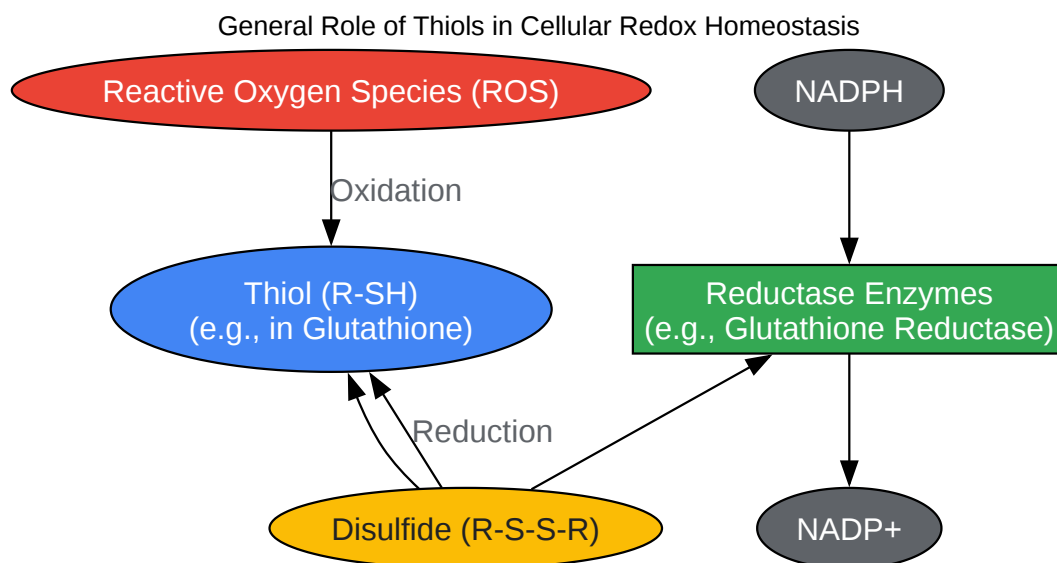 General Role of Thiols in Cellular Redox Homeostasis
Reactive Oxygen Species (ROS)
NADPH
Oxidation
Thiol (R-SH)
(e.g., in Glutathione)
Reductase Enzymes
(e.g., Glutathione Reductase)
Reduction
Disulfide (R-S-S-R)
NADP+